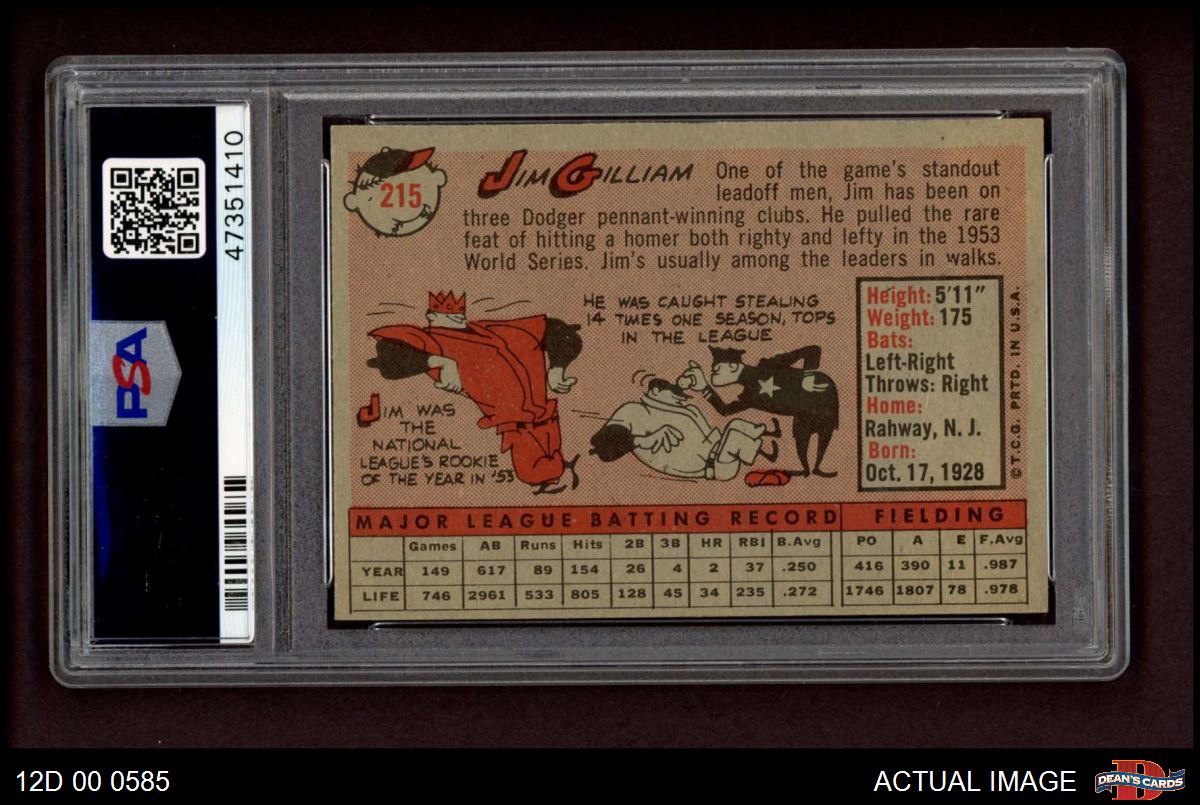 47351410
PSA
215
JIM GILLIAM
One of the game's standout
leadoff men, Jim has been on
three Dodger pennant-winning clubs. He pulled the rare
feat of hitting a homer both righty and lefty in the 1953
World Series. Jim's usually among the leaders in walks.
HE WAS CAUGHT STEALING
14 TIMES ONE SEASON, TOPS
IN THE LEAGUE
JIM WAS
THE
NATIONAL
LEAGUE'S ROOKIE
OF THE YEAR IN '53
Height: 5'11"
Weight: 175
Bats:
Left-Right
Throws: Right
Home:
Rahway, N. J.
Born:
Oct. 17, 1928
© T.C.G. PRTD. IN U.S.A.
MAJOR LEAGUE BATTING RECORD FIELDING
Games AB Runs Hits 2B 3B HR RBI B.Avg PO A E F.Avg
YEAR 149 617 89 154 26 4 2 37 .250 416 390 11 .987
LIFE 746 2961 533 805 128 45 34 235 .272 1746 1807 78 .978
12D 00 0585
ACTUAL IMAGE
DEAN'S CARDS